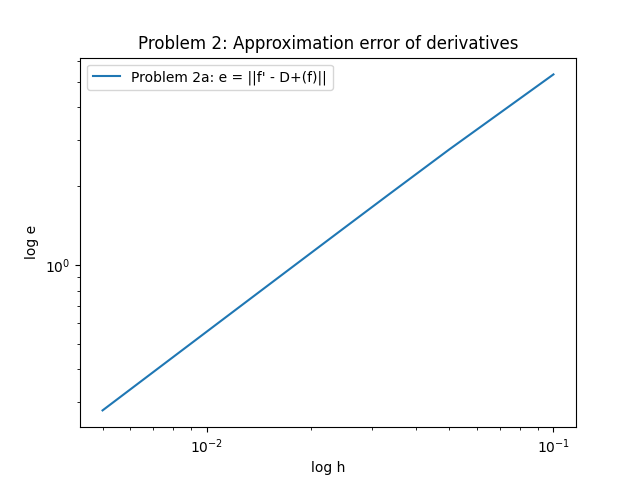 Problem 2: Approximation error of derivatives
Problem 2a: e = ||f' - D+(f)||
log e
10⁰
10⁻²
10⁻¹
log h